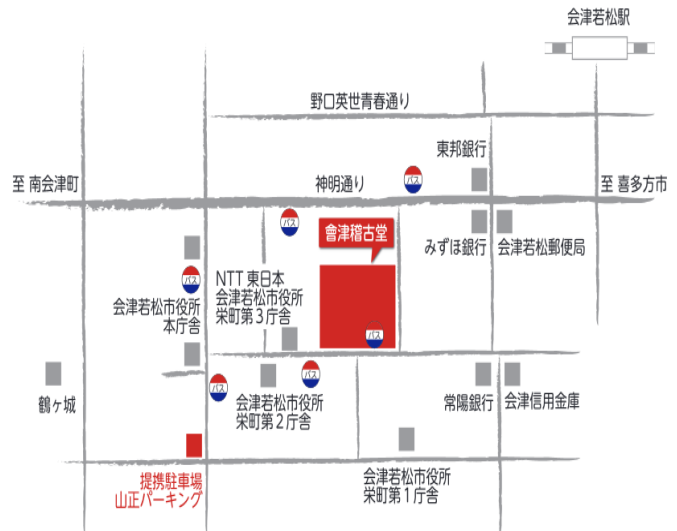 会津若松駅
野口英世青春通り
東邦銀行
至 南会津町
神明通り
バス
至 喜多方市
バス
會津稽古堂
みずほ銀行
会津若松郵便局
バス
NTT 東日本
会津若松市役所
栄町第3庁舎
会津若松市役所
本庁舎
バス
バス
バス
鶴ヶ城
会津若松市役所
栄町第2庁舎
常陽銀行
会津信用金庫
提携駐車場
山正パーキング
会津若松市役所
栄町第1庁舎